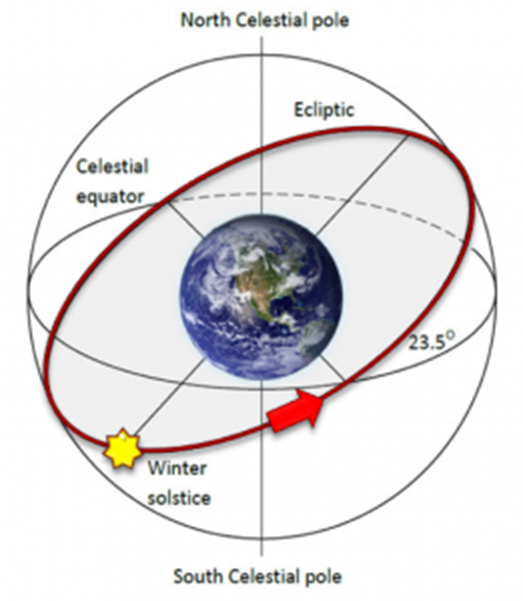 North Celestial pole
Ecliptic
Celestial
equator
23.5°
Winter
solstice
South Celestial pole